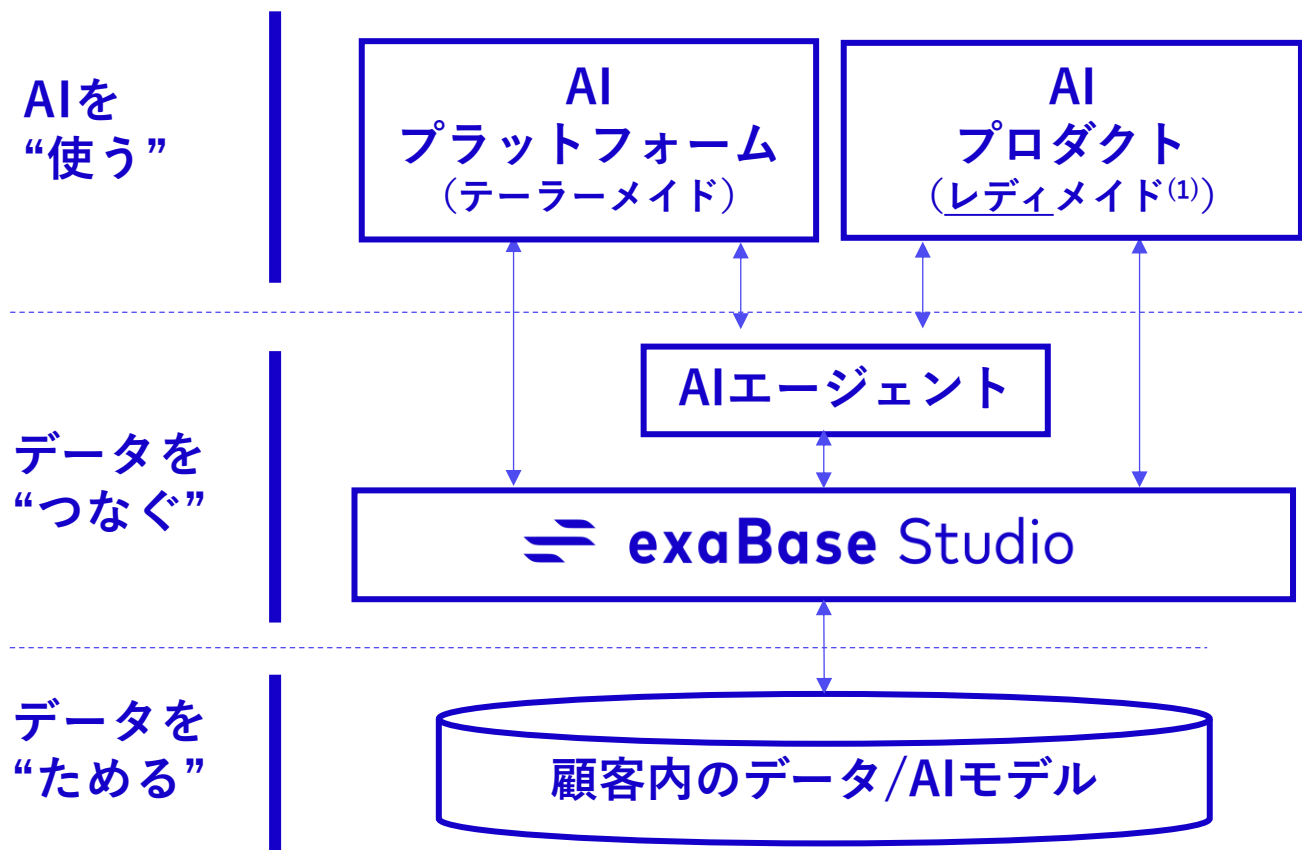 AIを
“使う”
AI
プラットフォーム
（テーラーメイド）
AI
プロダクト
（レディメイド(1)）
データを
“つなぐ”
AIエージェント
exaBase Studio
データを
“ためる”
顧客内のデータ/AIモデル